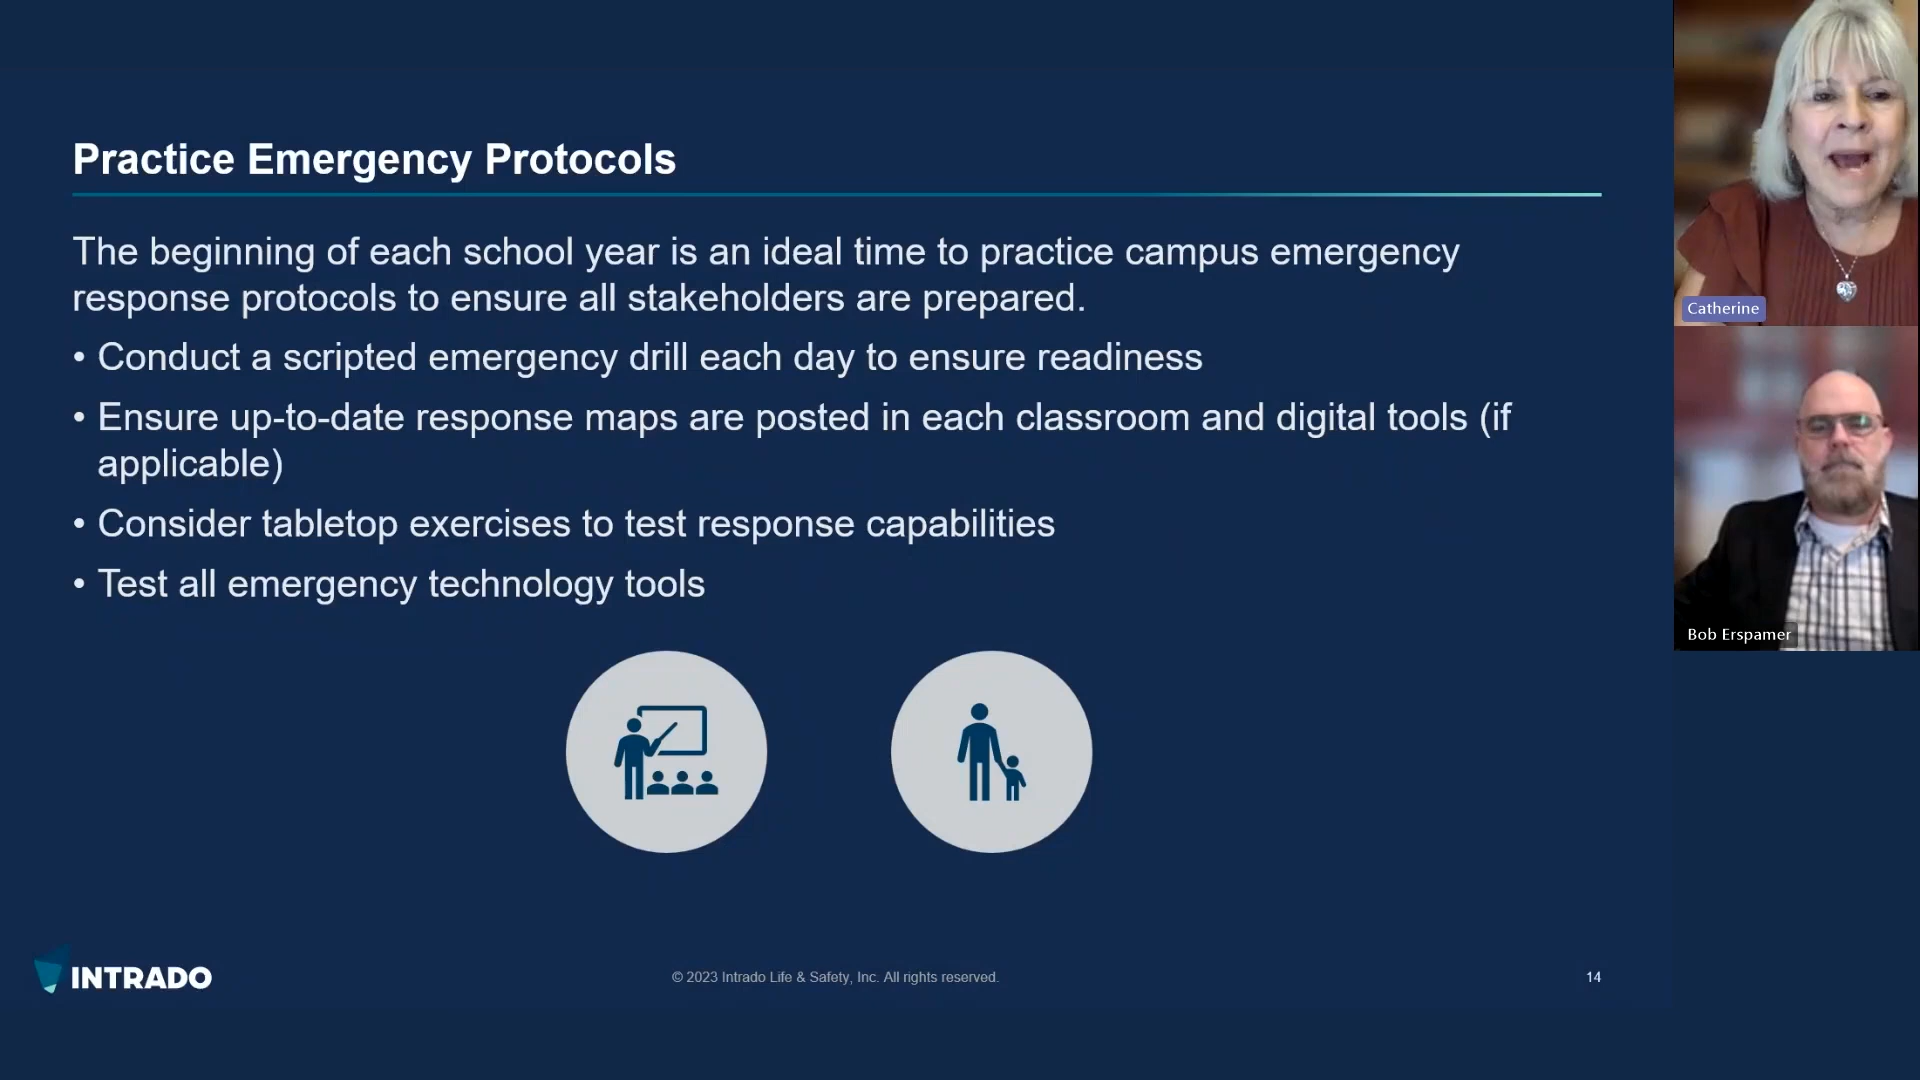 Practice Emergency Protocols
The beginning of each school year is an ideal time to practice campus emergency
response protocols to ensure all stakeholders are prepared.
• Conduct a scripted emergency drill each day to ensure readiness
• Ensure up-to-date response maps are posted in each classroom and digital tools (if
applicable)
• Consider tabletop exercises to test response capabilities
• Test all emergency technology tools
INTRADO
© 2023 Intrado Life & Safety, Inc. All rights reserved.
14
Catherine
Bob Erspamer